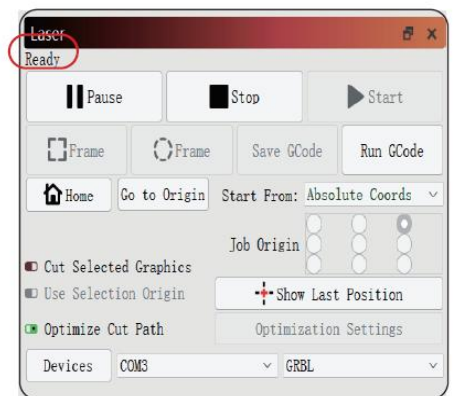 Laser
Ready
Pause Stop Start
Frame Frame Save GCode Run GCode
Home Go to Origin Start From: Absolute Coords
Job Origin
Cut Selected Graphics
Use Selection Origin Show Last Position
Optimize Cut Path Optimization Settings
Devices COM3 GRBL